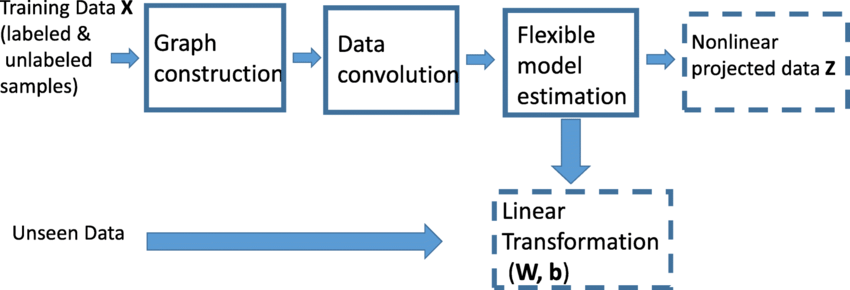 Training Data X
(labeled &
unlabeled
samples)
Graph
construction
Data
convolution
Flexible
model
estimation
Nonlinear
projected data Z
Unseen Data
Linear
Transformation
(W, b)